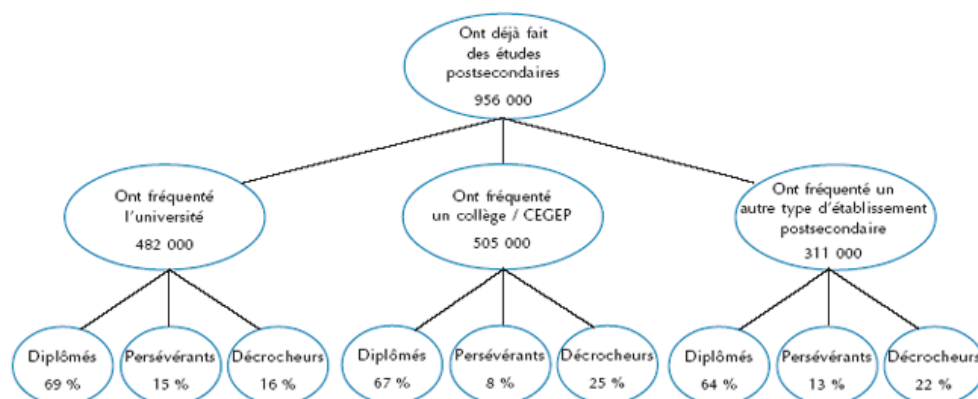 Ont déjà fait
des études
postsecondaires
956 000
Ont fréquenté
l'université
482 000
Ont fréquenté
un collège / CEGEP
505 000
Ont fréquenté un
autre type d'établissement
postsecondaire
311 000
Diplômés
69 %
Persévérants
15 %
Décrocheurs
16 %
Diplômés
67 %
Persévérants
8 %
Décrocheurs
25 %
Diplômés
64 %
Persévérants
13 %
Décrocheurs
22 %